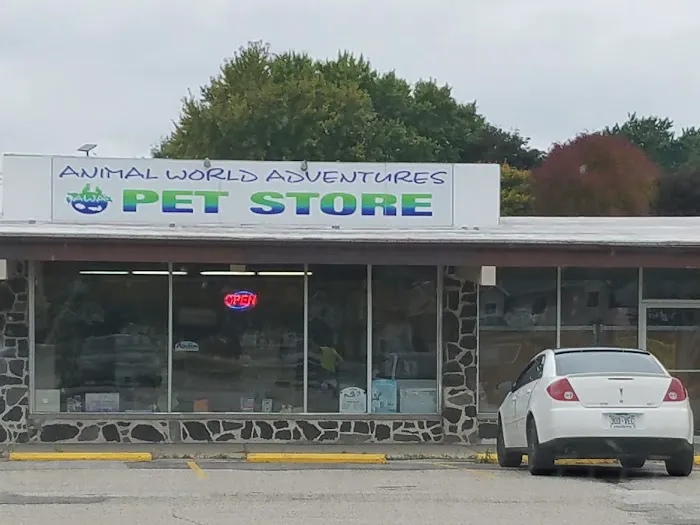 ANIMAL WORLD ADVENTURES
PET STORE
OPEN